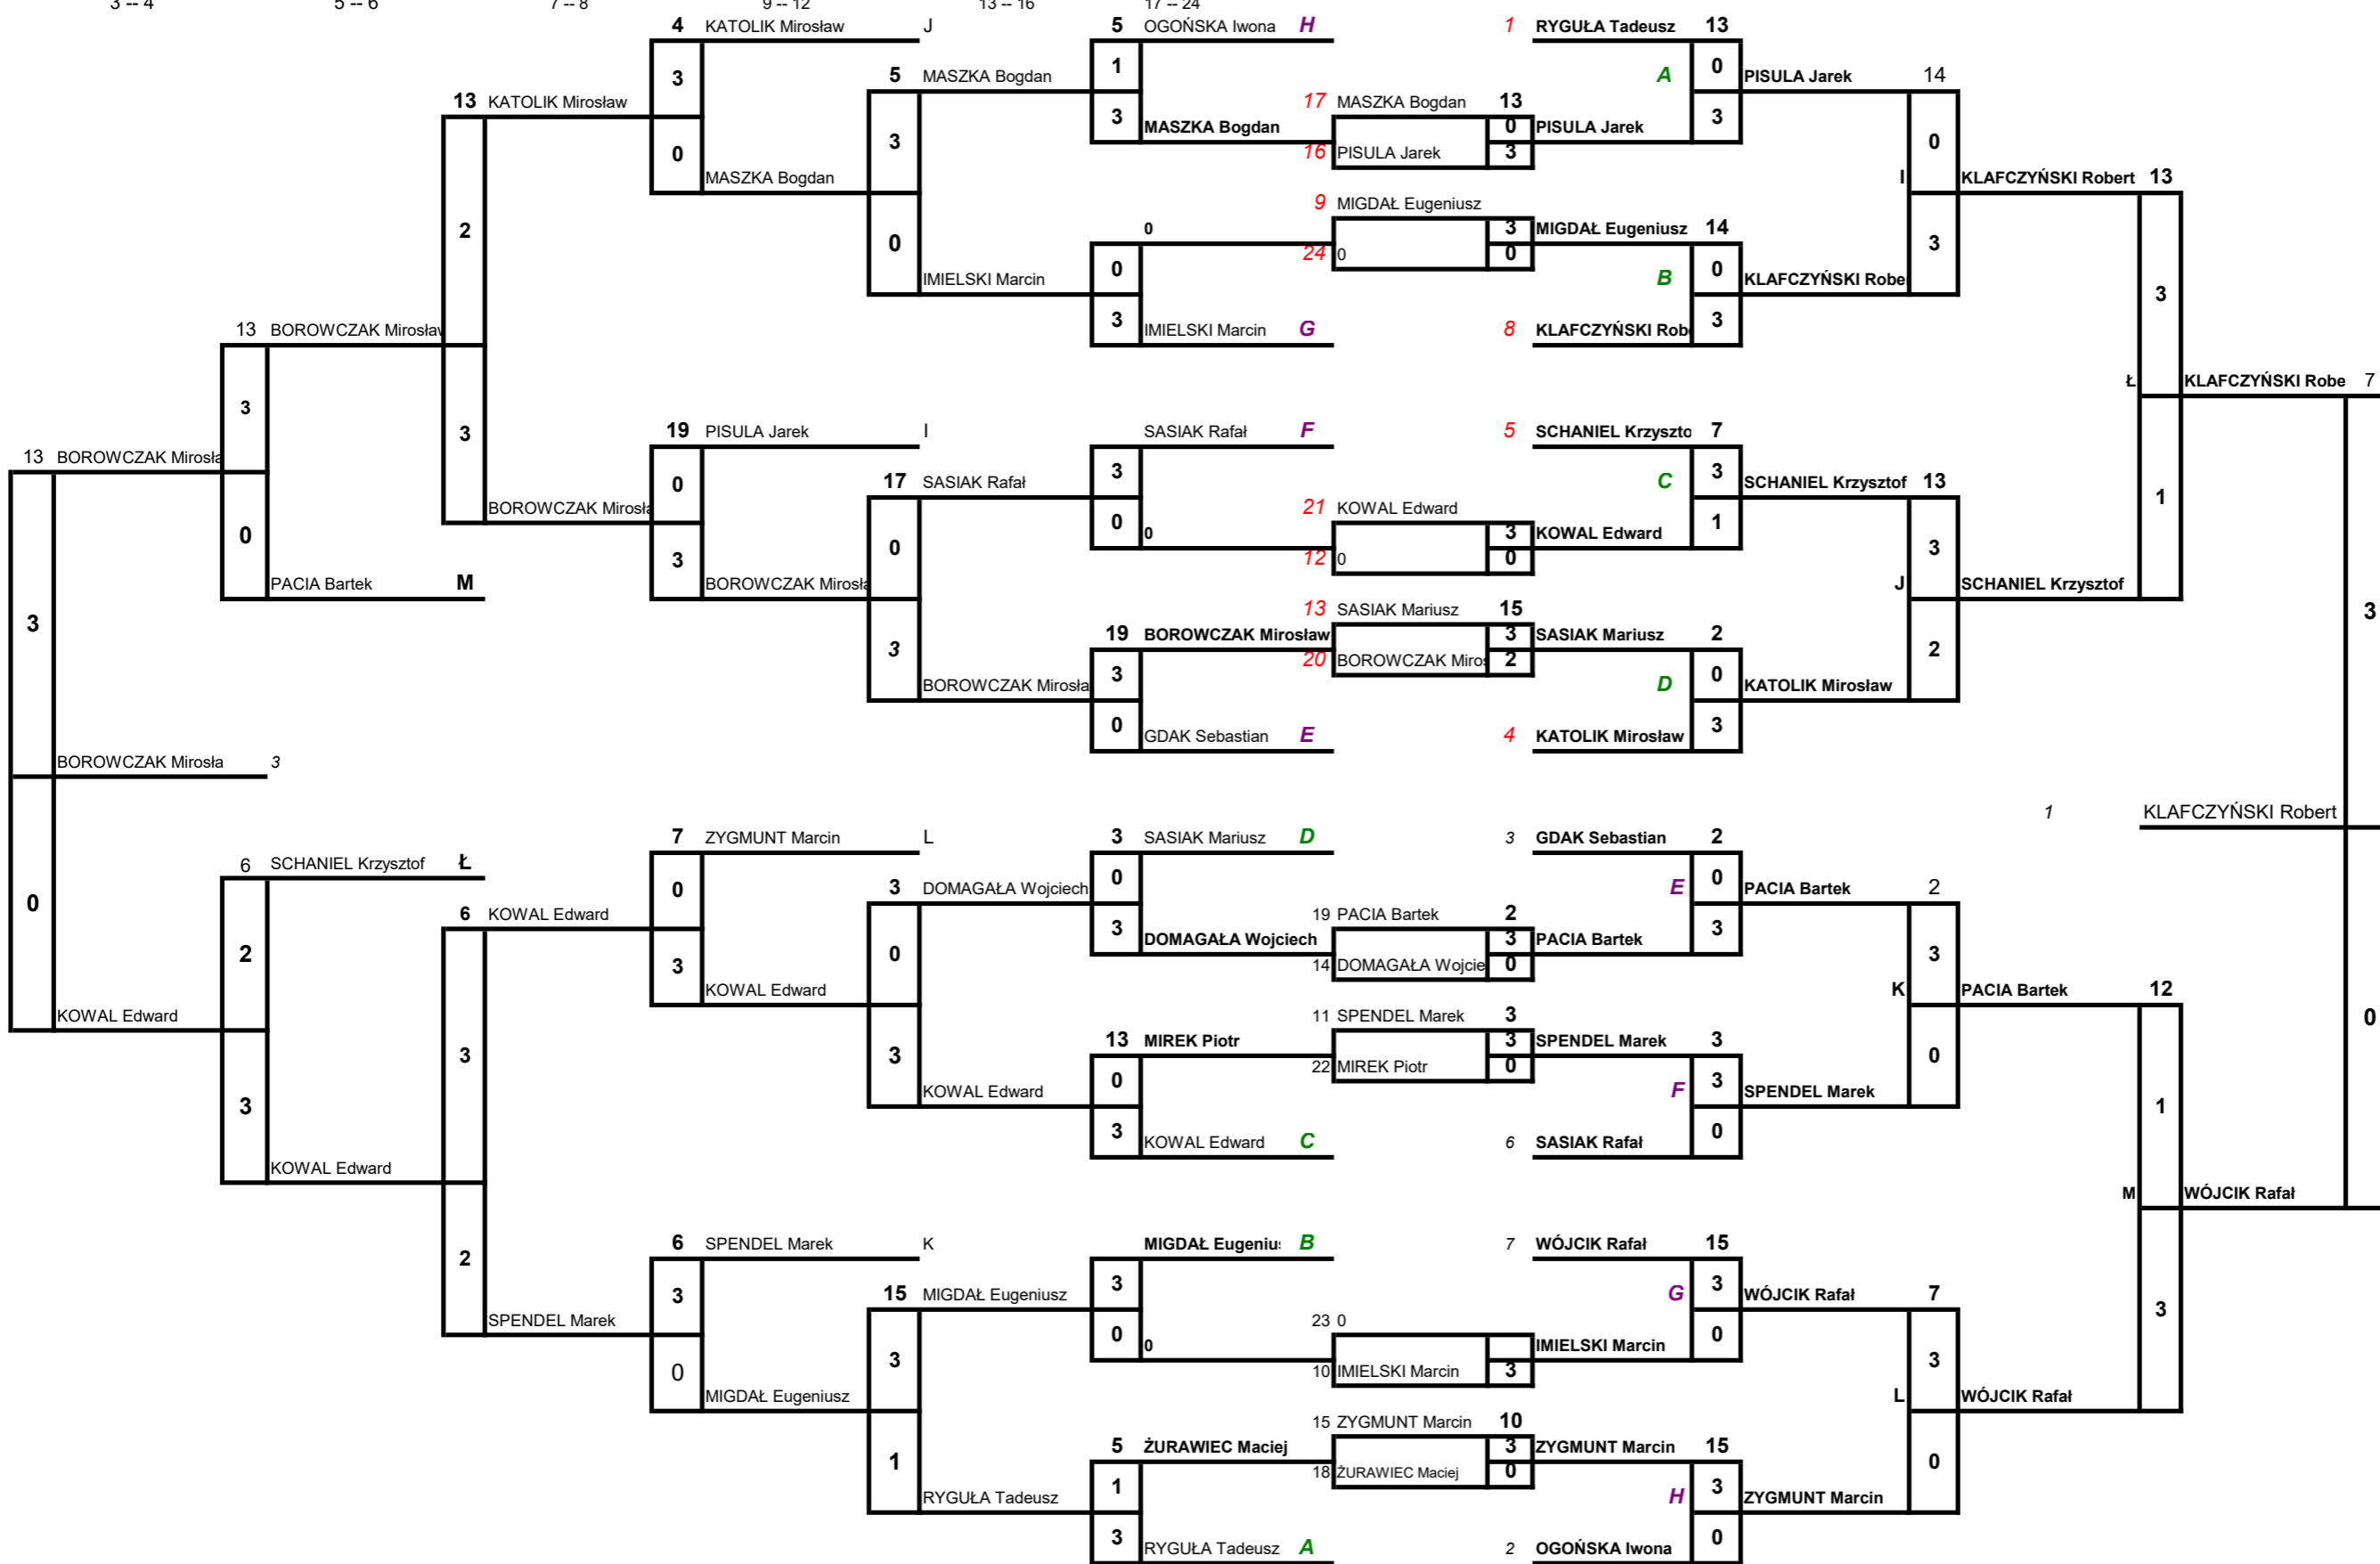 3 -- 4 5 -- 6 7 -- 8 9 -- 12 13 -- 16 17 -- 24
4 KATOLIK Mirosław J 5 OGOŃSKA Iwona H 1 RYGUŁA Tadeusz 13
3 5 MASZKA Bogdan 1 A 0 PISULA Jarek 14
13 KATOLIK Mirosław 17 MASZKA Bogdan 13
3 MASZKA Bogdan 0 PISULA Jarek 3
0 3 16 PISULA Jarek 3 0
MASZKA Bogdan I KLAFCZYŃSKI Robert 13
9 MIGDAŁ Eugeniusz
2 0 0 3 MIGDAŁ Eugeniusz 14 3
24 0 0
IMIELSKI Marcin 0 B 0 KLAFCZYŃSKI Robe 3
13 BOROWCZAK Mirosław 3 IMIELSKI Marcin G 8 KLAFCZYŃSKI Rob 3
Ł KLAFCZYŃSKI Robe 7
3 3 19 PISULA Jarek I SASIAK Rafał F 5 SCHANIEL Krzyszto 7
13 BOROWCZAK Mirosła 0 17 SASIAK Rafał 3 C 3 SCHANIEL Krzysztof 13 1
BOROWCZAK Mirosła 21 KOWAL Edward
0 0 0 3 KOWAL Edward 1
0 3 12 0 0 3
PACIA Bartek M BOROWCZAK Mirosła J SCHANIEL Krzysztof
3 13 SASIAK Mariusz 15 3
19 BOROWCZAK Mirosław 3 SASIAK Mariusz 2
3 20 BOROWCZAK Miros 2 2
BOROWCZAK Mirosła 3 D 0 KATOLIK Mirosław
0 GDAK Sebastian E 4 KATOLIK Mirosław 3
BOROWCZAK Mirosła 3
1 KLAFCZYŃSKI Robert
6 SCHANIEL Krzysztof Ł 7 ZYGMUNT Marcin L 3 SASIAK Mariusz D 3 GDAK Sebastian 2
0 0 3 DOMAGAŁA Wojciech 0 E 0 PACIA Bartek 2
6 KOWAL Edward 19 PACIA Bartek 2
2 3 0 3 DOMAGAŁA Wojciech 3 PACIA Bartek 3
14 DOMAGAŁA Wojcie 0 3
KOWAL Edward K PACIA Bartek 12
KOWAL Edward 11 SPENDEL Marek 3 0
3 3 13 MIREK Piotr 3 SPENDEL Marek 3
22 MIREK Piotr 0 0
3 KOWAL Edward 0 F 3 SPENDEL Marek 1
KOWAL Edward 3 KOWAL Edward C 6 SASIAK Rafał 0
M WÓJCIK Rafał
2 6 SPENDEL Marek K MIGDAŁ Eugeniu B 7 WÓJCIK Rafał 15
3 15 MIGDAŁ Eugeniusz 3 G 3 WÓJCIK Rafał 7 3
SPENDEL Marek 23 0
0 3 0 0 IMIELSKI Marcin 0
10 IMIELSKI Marcin 3 3
MIGDAŁ Eugeniusz L WÓJCIK Rafał
15 ZYGMUNT Marcin 10
1 5 ŻURAWIEC Maciej 3 ZYGMUNT Marcin 15 0
18 ŻURAWIEC Maciej 0
RYGUŁA Tadeusz 1 H 3 ZYGMUNT Marcin
3 RYGUŁA Tadeusz A 2 OGOŃSKA Iwona 0